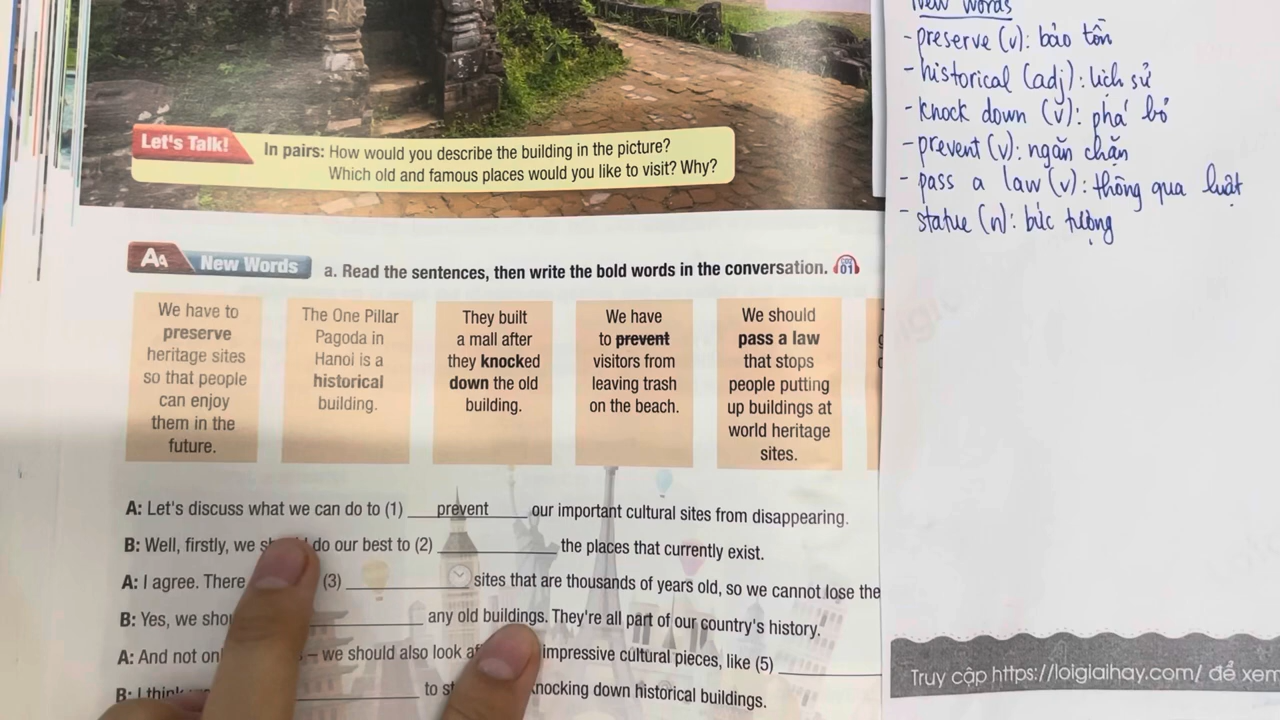 Let's Talk!
In pairs: How would you describe the building in the picture?
Which old and famous places would you like to visit? Why?
Aa New Words
a. Read the sentences, then write the bold words in the conversation.
CD2
01
We have to
preserve
heritage sites
so that people
can enjoy
them in the
future.
The One Pillar
Pagoda in
Hanoi is a
historical
building.
They built
a mall after
they knocked
down the old
building.
We have
to prevent
visitors from
leaving trash
on the beach.
We should
pass a law
that stops
people putting
up buildings at
world heritage
sites.
A: Let's discuss what we can do to (1) prevent our important cultural sites from disappearing.
B: Well, firstly, we do our best to (2) the places that currently exist.
A: I agree. There (3) sites that are thousands of years old, so we cannot lose the
B: Yes, we any old buildings. They're all part of our country's history.
A: And not – we should also look impressive cultural pieces, like (5)
B: I think to knocking down historical buildings.
New Words
- preserve (v): bảo tồn
- historical (adj): lịch sử
- knock down (v): phá bỏ
- prevent (v): ngăn chặn
- pass a law (v): thông qua luật
- statue (n): bức tượng
Truy cập https://loigiaihay.com/ để xem